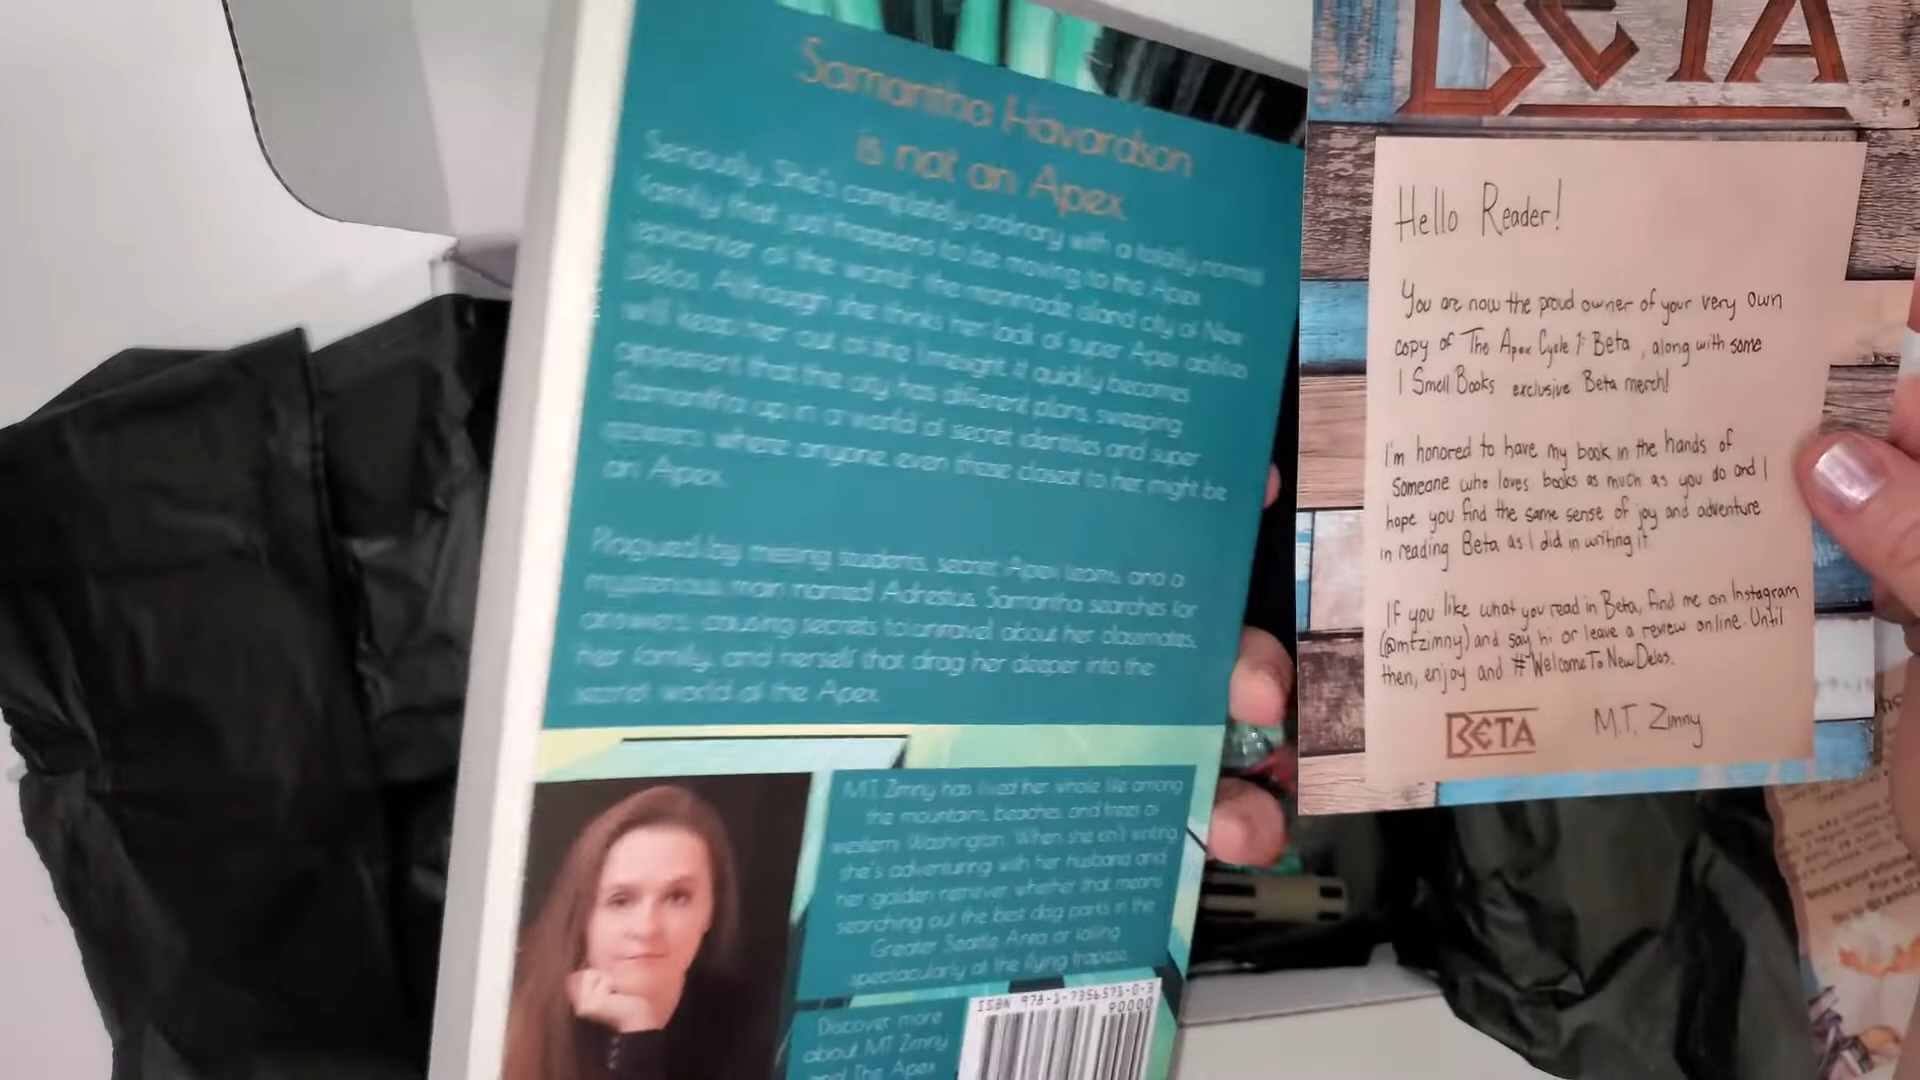 Samantha Havardson
is not an Apex.
Seriously. She's completely ordinary with a totally normal
family that just happens to be moving to the Apex
epicenter of the world: the manmade island city of New
Delos. Although she thinks her lack of super Apex abilities
will keep her out of the limelight, it quickly becomes
apparent that the city has different plans, sweeping
Samantha up in a world of secret identities and super
powers, where anyone, even those closest to her, might be
an Apex.
Plagued by missing students, secret Apex teams, and a
mysterious man named Adrestus, Samantha searches for
answers, causing secrets to unravel about her classmates,
her family, and herself that drag her deeper into the
secret world of the Apex.
M.T. Zimny has lived her whole life among
the mountains, beaches, and trees of
western Washington. When she isn't writing
she's adventuring with her husband and
her golden retriever, whether that means
searching out the best dog parks in the
Greater Seattle Area or failing
spectacularly at the flying trapeze.
Discover more
about MT Zimny
and The Apex
ISBN 978-1-7356571-0-3
90000
BETA
Hello Reader!
You are now the proud owner of your very own
copy of The Apex Cycle 1: Beta, along with some
I Smell Books exclusive Beta merch!
I'm honored to have my book in the hands of
someone who loves books as much as you do and I
hope you find the same sense of joy and adventure
in reading Beta as I did in writing it.
If you like what you read in Beta, find me on Instagram
(@mtzimny) and say hi or leave a review online. Until
then, enjoy and #WelcomeToNewDelos.
BETA M.T. Zimny